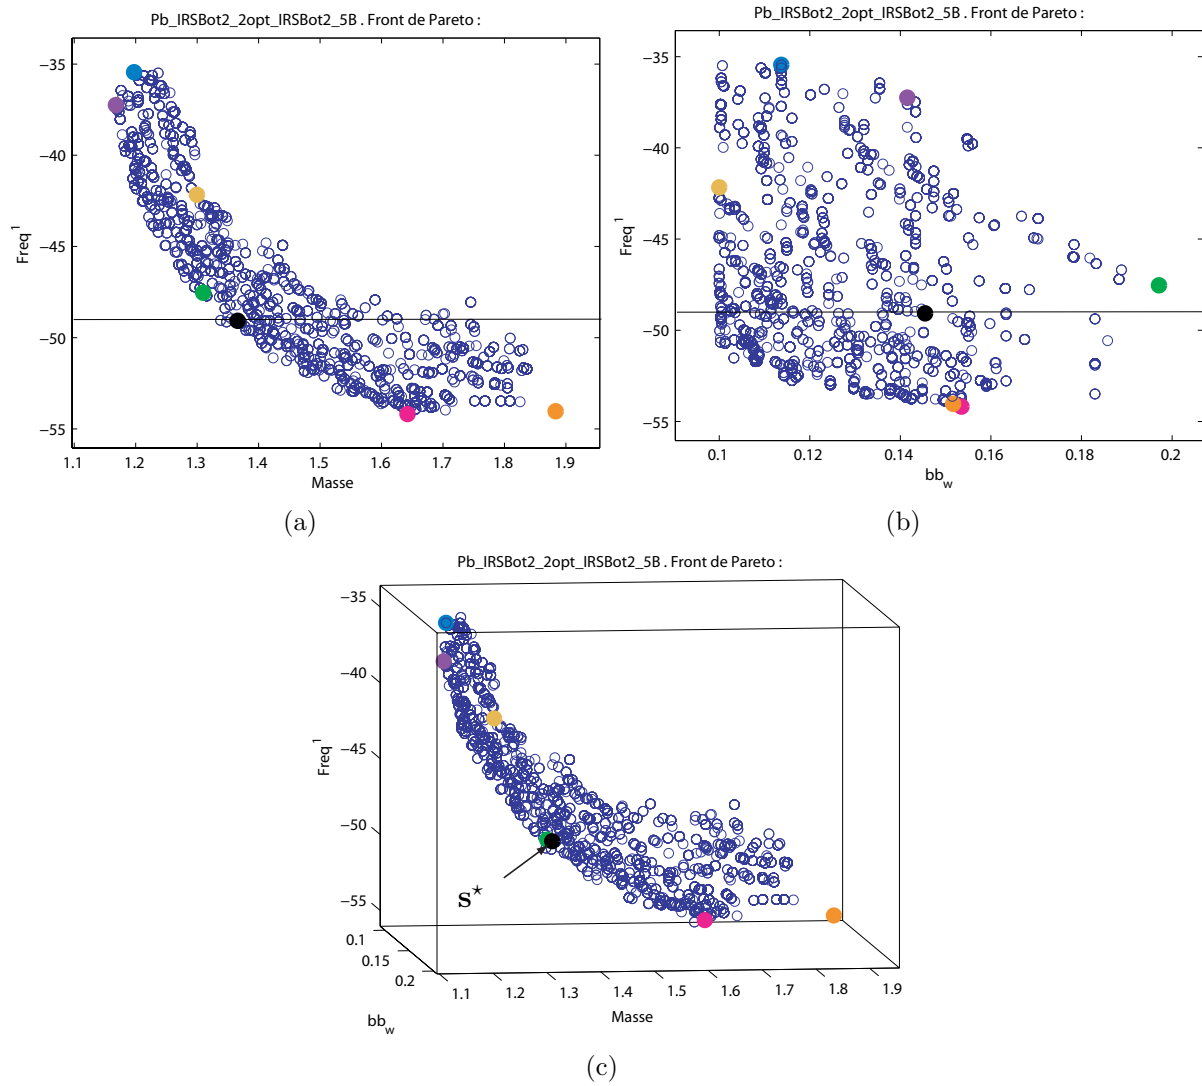 Pb_IRSBot2_2opt_IRSBot2_5B . Front de Pareto :
−35
−40
−45
−50
−55
Freq 1
1.1 1.2 1.3 1.4 1.5 1.6 1.7 1.8 1.9
Masse
(a)
Pb_IRSBot2_2opt_IRSBot2_5B . Front de Pareto :
−35
−40
−45
−50
−55
Freq 1
0.1 0.12 0.14 0.16 0.18 0.2
bb_w
(b)
Pb_IRSBot2_2opt_IRSBot2_5B . Front de Pareto :
−35
−40
−45
−50
−55
Freq 1
s⋆
0.1
0.15
0.2
bb_w
1.1 1.2 1.3 1.4 1.5 1.6 1.7 1.8 1.9
Masse
(c)